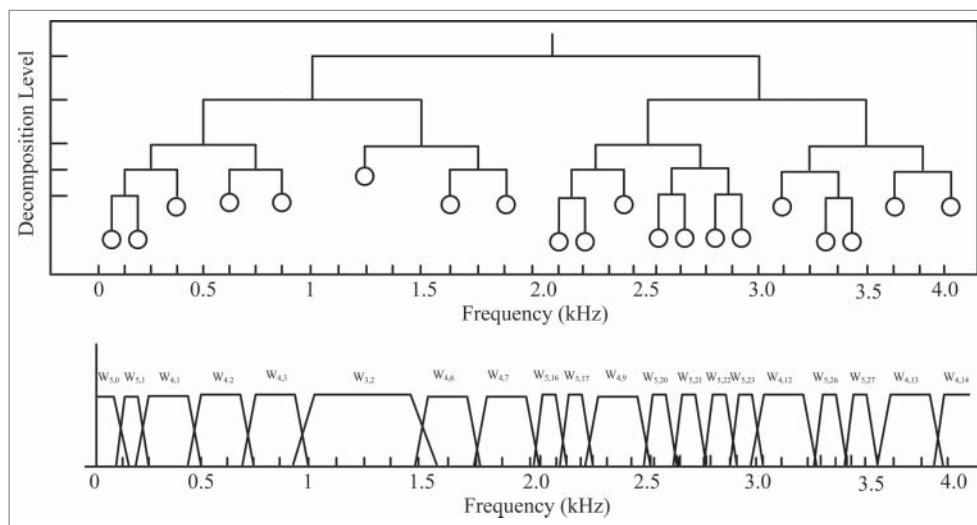 Decomposition Level
0 0.5 1 1.5 2.0 2.5 3.0 3.5 4.0
Frequency (kHz)
W5,0 W5,1 W4,1 W4,2 W4,3 W3,2 W4,6 W4,7 W5,16 W5,17 W4,9 W5,20 W5,21 W5,22 W5,23 W4,12 W5,26 W5,27 W4,13 W4,14
0 0.5 1 1.5 2.0 2.5 3.0 3.5 4.0
Frequency (kHz)